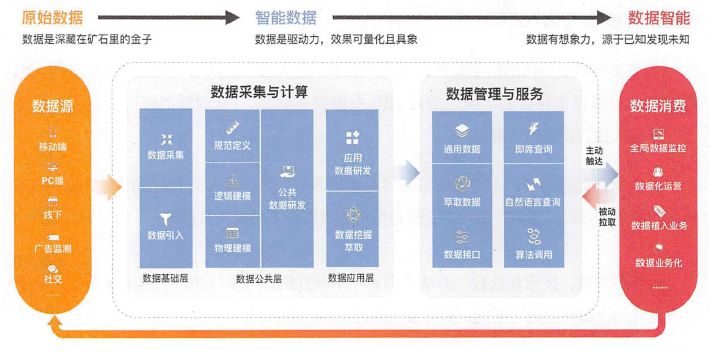 原始数据
智能数据
数据智能
数据是深藏在矿石里的金子
数据是驱动力，效果可量化且具象
数据有想象力，源于已知发现未知
数据源
移动端
PC端
线下
广告监测
社交
......
数据采集与计算
数据采集
数据引入
数据基础层
规范定义
逻辑建模
物理建模
公共
数据研发
数据公共层
应用
数据研发
数据挖掘
萃取
数据应用层
数据管理与服务
通用数据
即席查询
萃取数据
自然语言查询
数据接口
算法调用
主动
触达
被动
拉取
数据消费
全局数据监控
数据化运营
数据植入业务
数据业务化
......